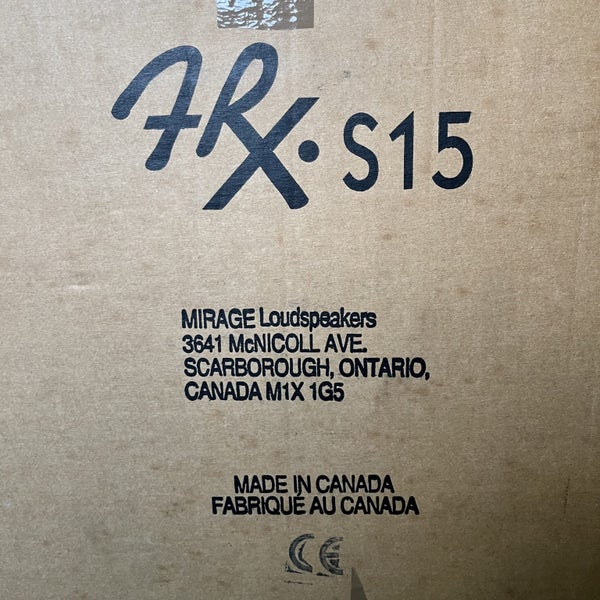 FRX·S15
MIRAGE Loudspeakers
3641 McNICOLL AVE.
SCARBOROUGH, ONTARIO,
CANADA M1X 1G5
MADE IN CANADA
FABRIQUÉ AU CANADA
CE